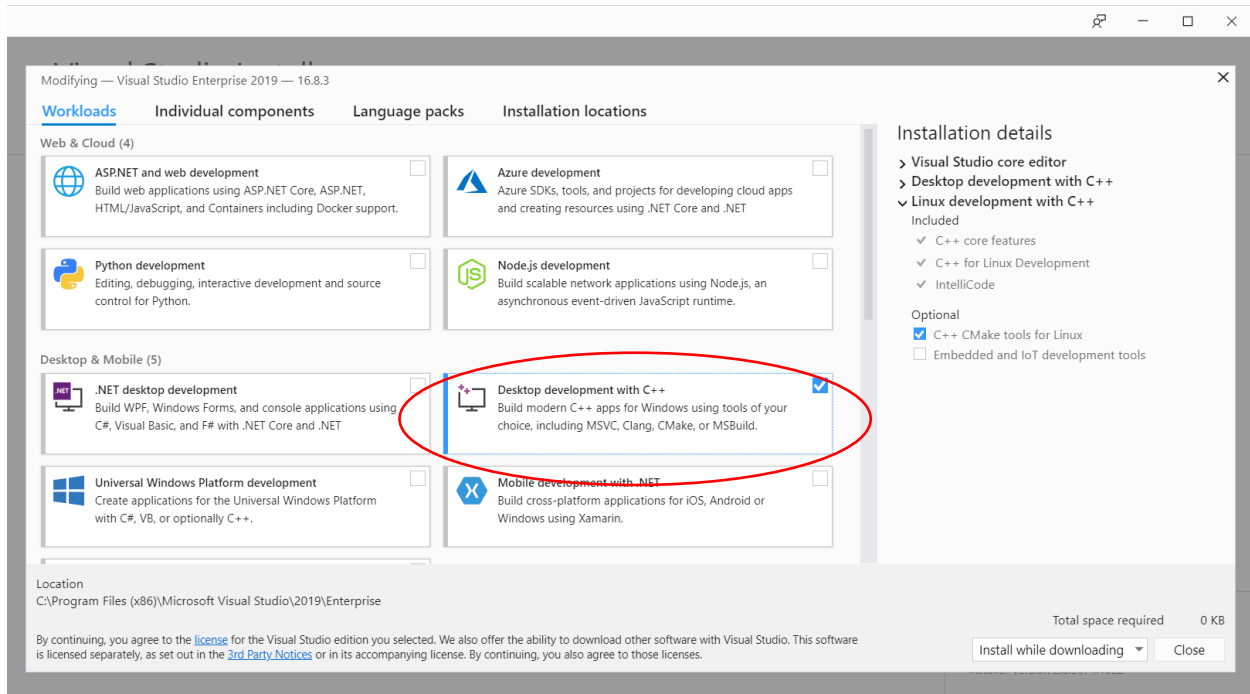 Modifying — Visual Studio Enterprise 2019 — 16.8.3
Workloads
Individual components
Language packs
Installation locations
Web & Cloud (4)
ASP.NET and web development
Build web applications using ASP.NET Core, ASP.NET,
HTML/JavaScript, and Containers including Docker support.
Azure development
Azure SDKs, tools, and projects for developing cloud apps
and creating resources using .NET Core and .NET
Python development
Editing, debugging, interactive development and source
control for Python.
JS
Node.js development
Build scalable network applications using Node.js, an
asynchronous event-driven JavaScript runtime.
Desktop & Mobile (5)
.NET
.NET desktop development
Build WPF, Windows Forms, and console applications using
C#, Visual Basic, and F# with .NET Core and .NET
Desktop development with C++
Build modern C++ apps for Windows using tools of your
choice, including MSVC, Clang, CMake, or MSBuild.
Universal Windows Platform development
Create applications for the Universal Windows Platform
with C#, VB, or optionally C++.
Mobile development with .NET
Build cross-platform applications for iOS, Android or
Windows using Xamarin.
Installation details
Visual Studio core editor
Desktop development with C++
Linux development with C++
Included
C++ core features
C++ for Linux Development
IntelliCode
Optional
C++ CMake tools for Linux
Embedded and IoT development tools
Location
C:\Program Files (x86)\Microsoft Visual Studio\2019\Enterprise
By continuing, you agree to the license for the Visual Studio edition you selected. We also offer the ability to download other software with Visual Studio. This software
is licensed separately, as set out in the 3rd Party Notices or in its accompanying license. By continuing, you also agree to those licenses.
Total space required 0 KB
Install while downloading
Close